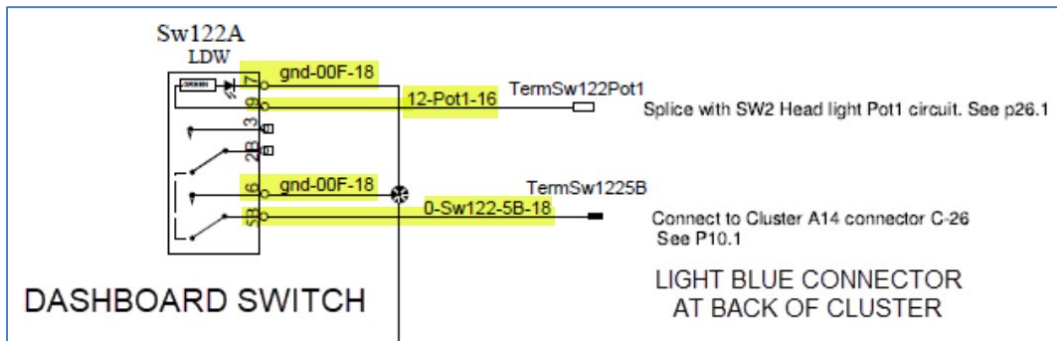 Sw122A
LDW
7
gnd-00F-18
9
12-Pot1-16
TermSw122Pot1
Splice with SW2 Head light Pot1 circuit. See p26.1
3
2B
6
gnd-00F-18
5B
0-Sw122-5B-18
TermSw1225B
Connect to Cluster A14 connector C-26
See P10.1
DASHBOARD SWITCH
LIGHT BLUE CONNECTOR
AT BACK OF CLUSTER